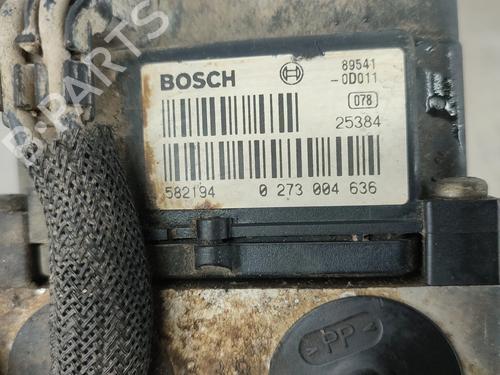 BOSCH
89541
-0D011
078
25384
582194 0 273 004 636
>PP<
B-PARTS